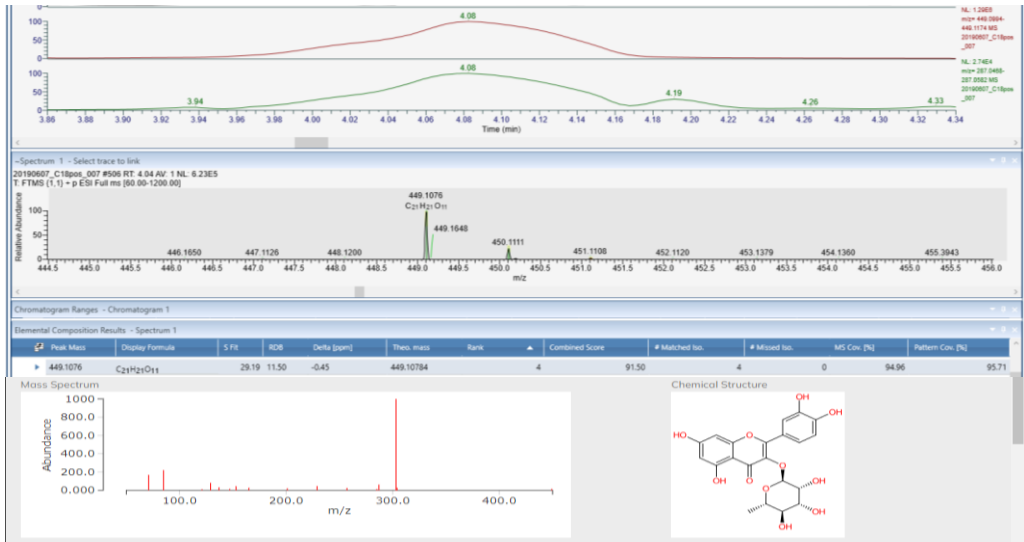 0
100
4.08
50
0
NL: 1.26E6
m/z= 449.0994-
449.1174 MS
20190607_C18pos
_007
100
4.08
50
3.94
4.19
4.26
4.33
0
NL: 2.74E4
m/z= 287.0468-
287.0582 MS
20190607_C18pos
_007
3.86 3.88 3.90 3.92 3.94 3.96 3.98 4.00 4.02 4.04 4.06 4.08 4.10 4.12 4.14 4.16 4.18 4.20 4.22 4.24 4.26 4.28 4.30 4.32 4.34
Time (min)
Spectrum 1 - Select trace to link
20190607_C18pos_007 #506 RT: 4.04 AV: 1 NL: 6.23E5
T: FTMS (1,1) + p ESI Full ms [60.00-1200.00]
Relative Abundance
100
50
0
449.1076
C₂₁H₂₁O₁₁
449.1648
446.1650 447.1126 448.1200 450.1111 451.1108 452.1120 453.1379 454.1360 455.3943
444.5 445.0 445.5 446.0 446.5 447.0 447.5 448.0 448.5 449.0 449.5 450.0 450.5 451.0 451.5 452.0 452.5 453.0 453.5 454.0 454.5 455.0 455.5 456.0
m/z
Chromatogram Ranges - Chromatogram 1
Elemental Composition Results - Spectrum 1
Peak Mass Display Formula S Fit RDB Delta [ppm] Theo. mass Rank Combined Score # Matched Iso. # Missed Iso. MS Cov. [%] Pattern Cov. [%]
449.1076 C₂₁H₂₁O₁₁ 29.19 11.50 -0.45 449.10784 4 91.50 4 0 94.96 95.71
Mass Spectrum
Abundance
1000
800.0
600.0
400.0
200.0
0.000
100.0 200.0 300.0 400.0
m/z
Chemical Structure
OH
OH
HO
O
OH
O
O
O
OH
OH
OH